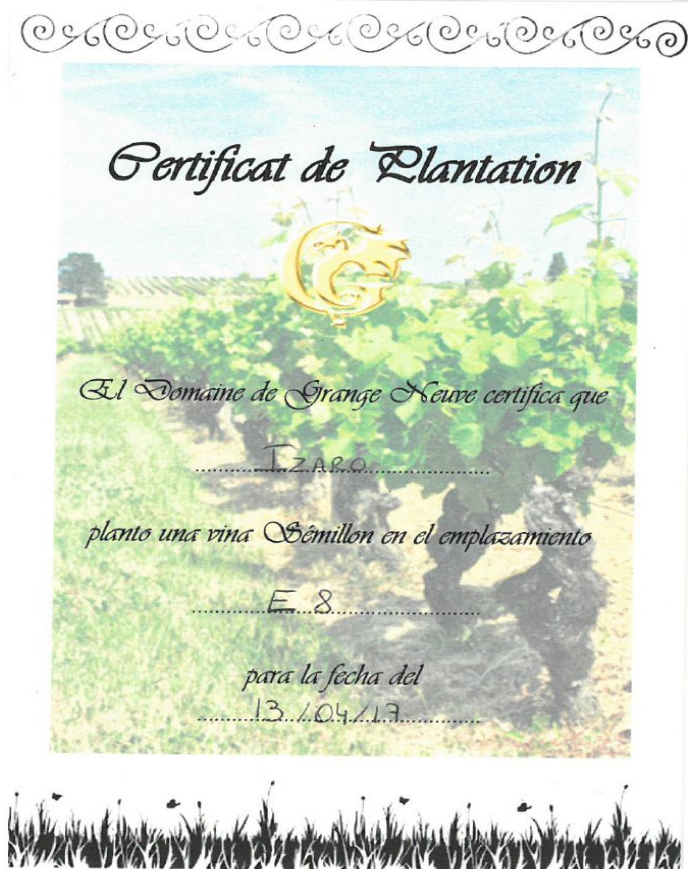 Certificat de Plantation
El Domaine de Grange Neuve certifica que
IZARO
planto una vina Sémillon en el emplazamiento
E 8
para la fecha del
13/04/17